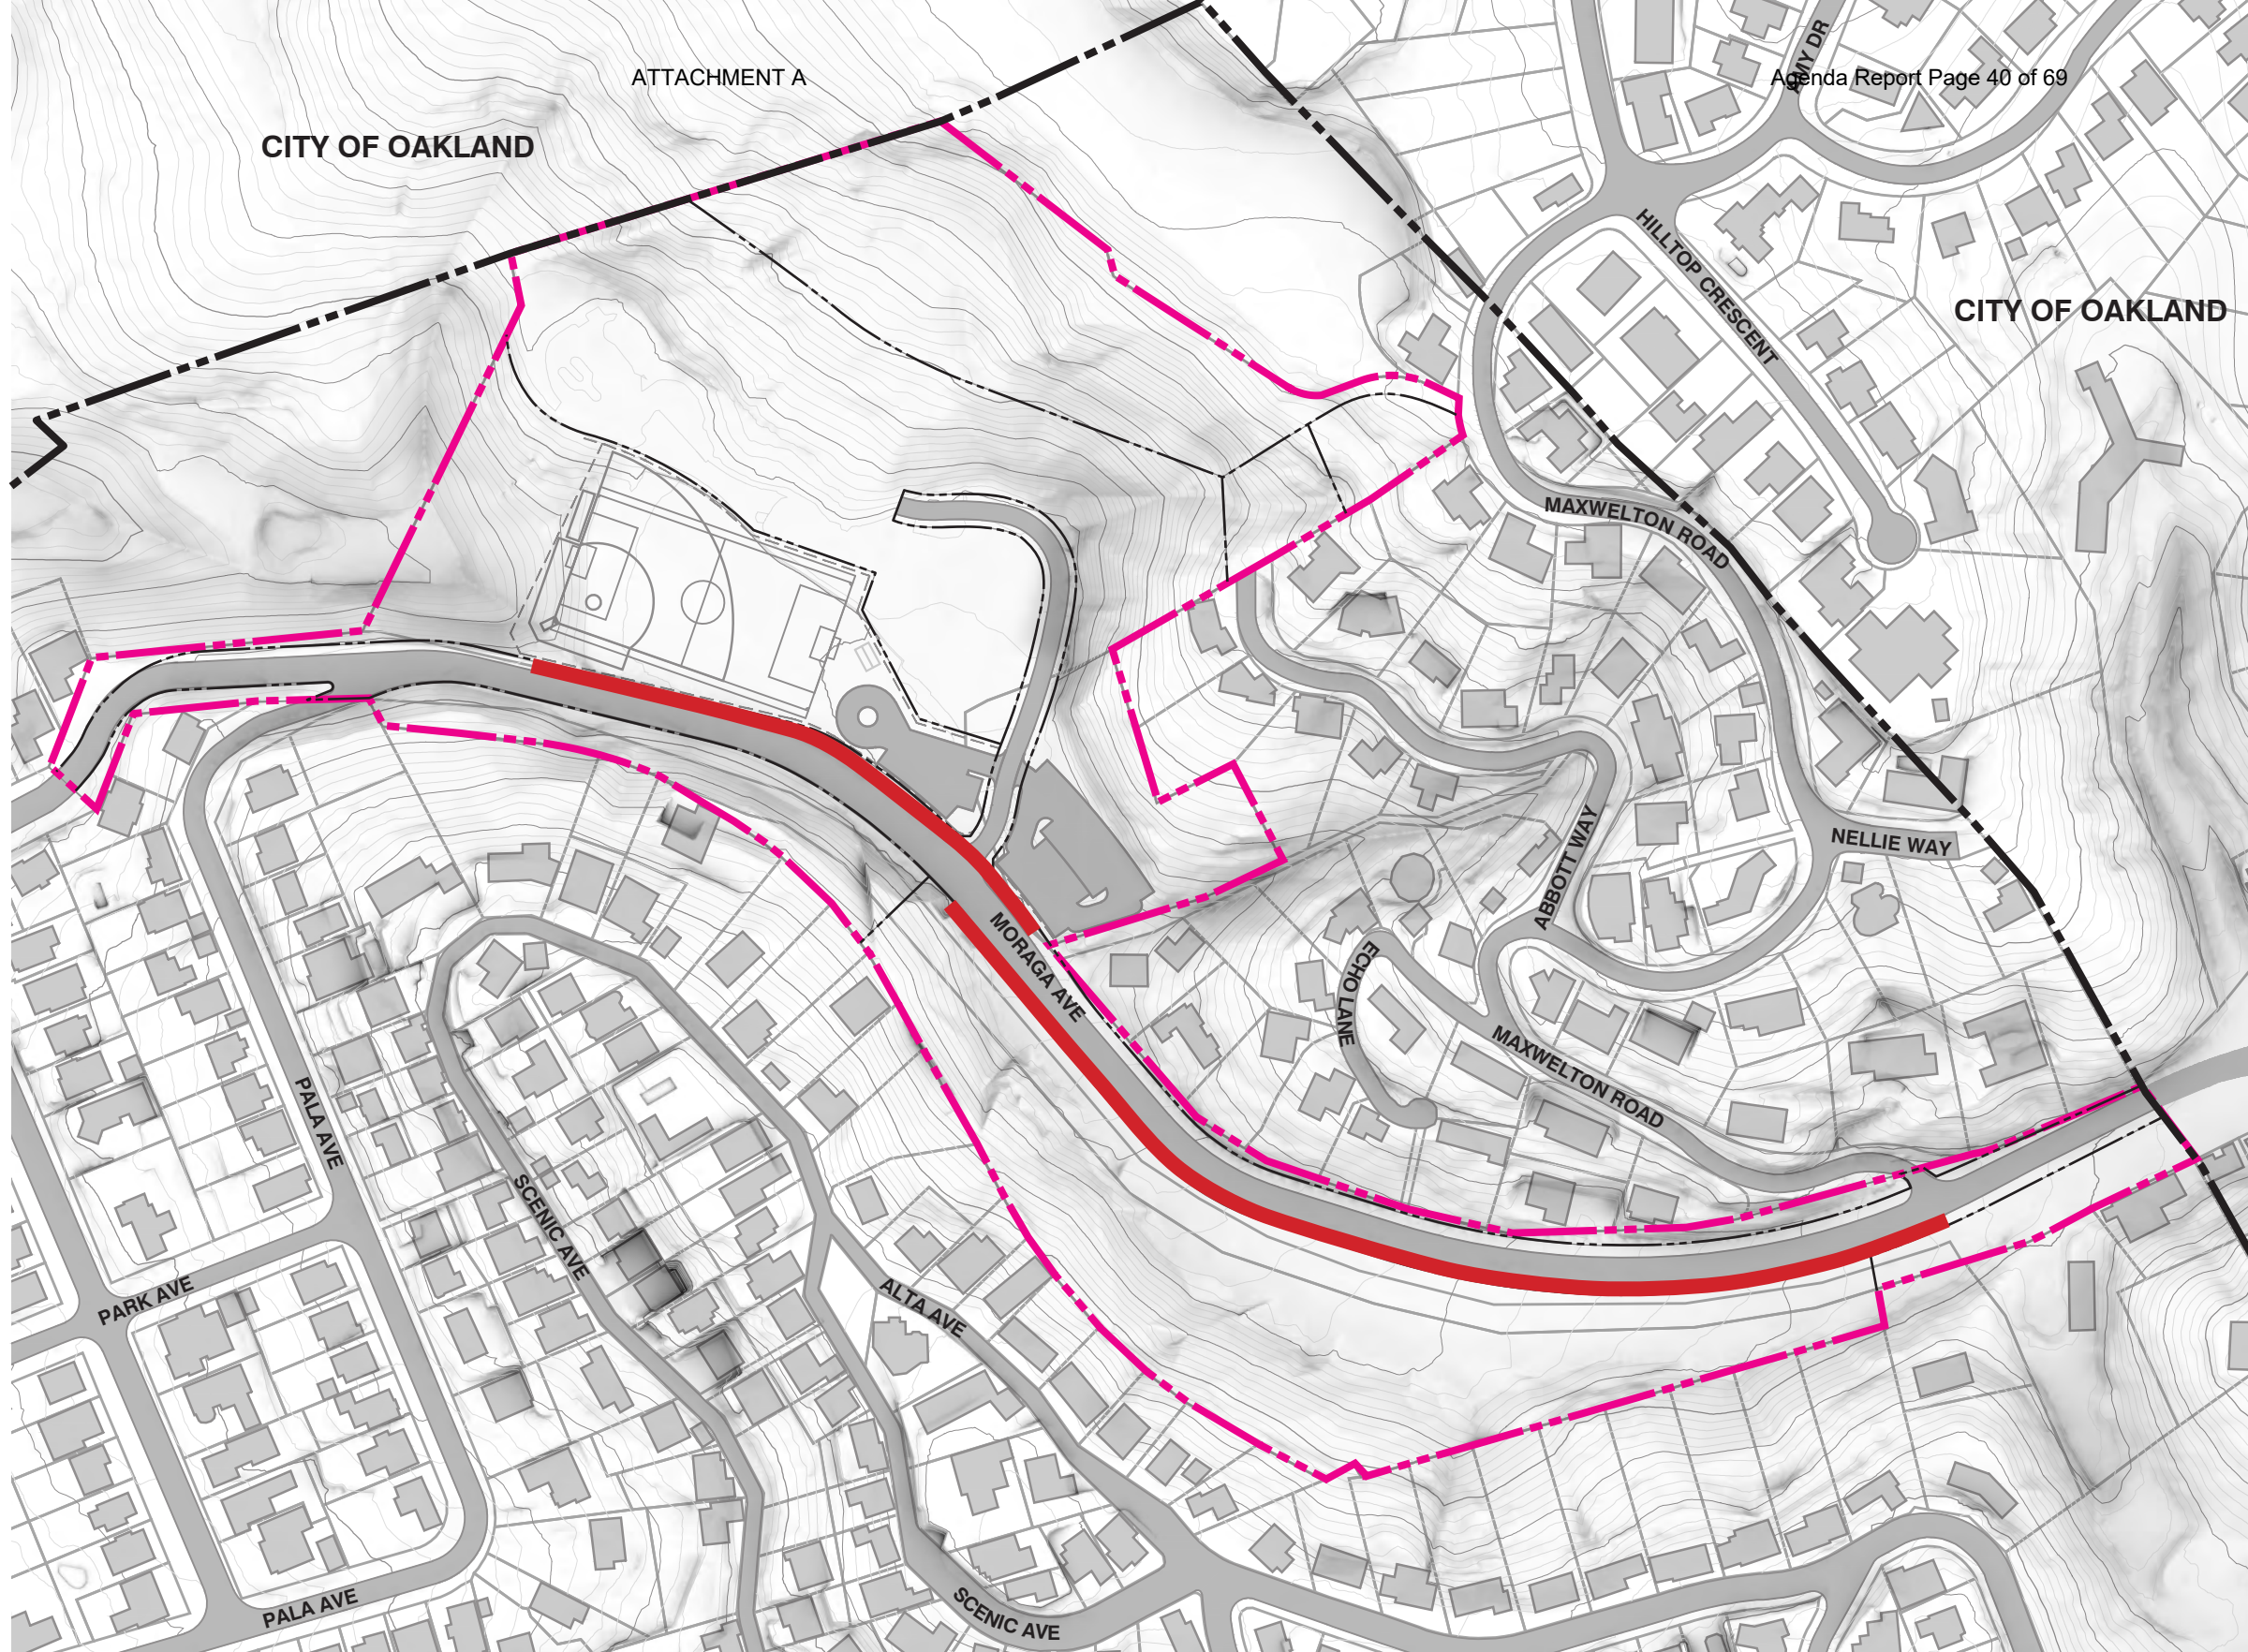 ATTACHMENT A
Agenda Report Page 40 of 69
AMY DR
CITY OF OAKLAND
HILLTOP CRESCENT
CITY OF OAKLAND
MAXWELTON ROAD
NELLIE WAY
ABBOTT WAY
MORAGA AVE
ECHO LANE
MAXWELTON ROAD
PALA AVE
SCENIC AVE
PARK AVE
ALTA AVE
PALA AVE
SCENIC AVE